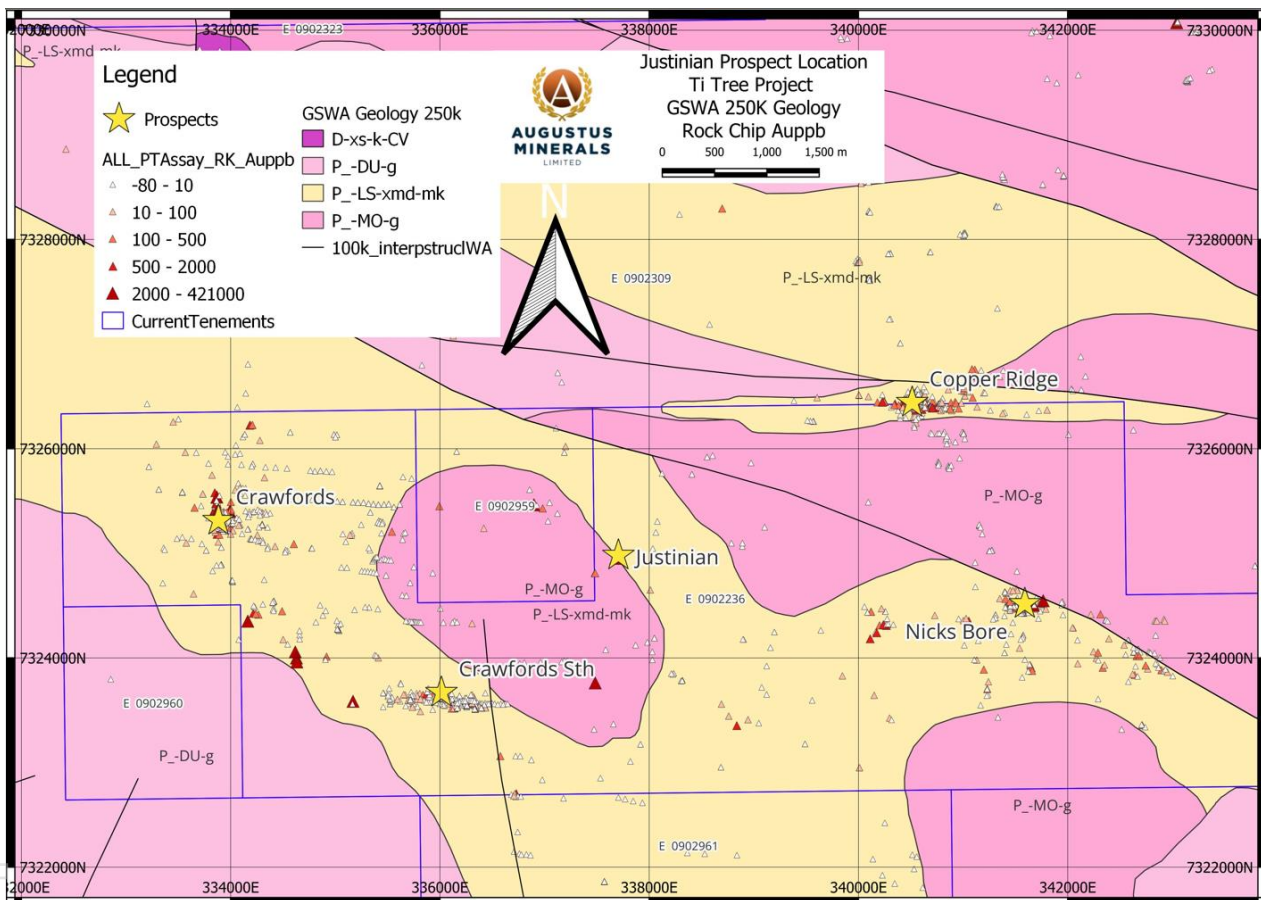 334000E
336000E
338000E
340000E
342000E
7330000N
7330000N
E 0902323
P_-LS-xmd-mk
Legend
Prospects
ALL_PTAssay_RK_Auppb
-80 - 10
10 - 100
100 - 500
500 - 2000
2000 - 421000
CurrentTenements
GSWA Geology 250k
D-xs-k-CV
P_-DU-g
P_-LS-xmd-mk
P_-MO-g
100k_interpstruclWA
A
AUGUSTUS
MINERALS
LIMITED
Justinian Prospect Location
Ti Tree Project
GSWA 250K Geology
Rock Chip Auppb
0 500 1,000 1,500 m
N
7328000N
7328000N
E 0902309
P_-LS-xmd-mk
Copper Ridge
7326000N
7326000N
Crawfords
E 0902959
P_-MO-g
Justinian
P_-MO-g
P_-LS-xmd-mk
E 0902236
Nicks Bore
7324000N
7324000N
Crawfords Sth
E 0902960
P_-DU-g
P_-MO-g
E 0902961
7322000N
7322000N
334000E
336000E
338000E
340000E
342000E